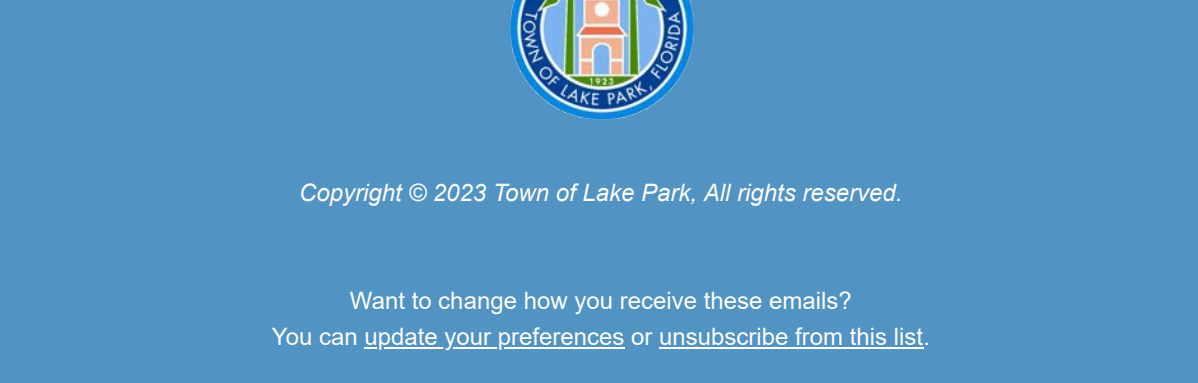 TOWN OF LAKE PARK, FLORIDA
1923
Copyright © 2023 Town of Lake Park, All rights reserved.
Want to change how you receive these emails?
You can update your preferences or unsubscribe from this list.